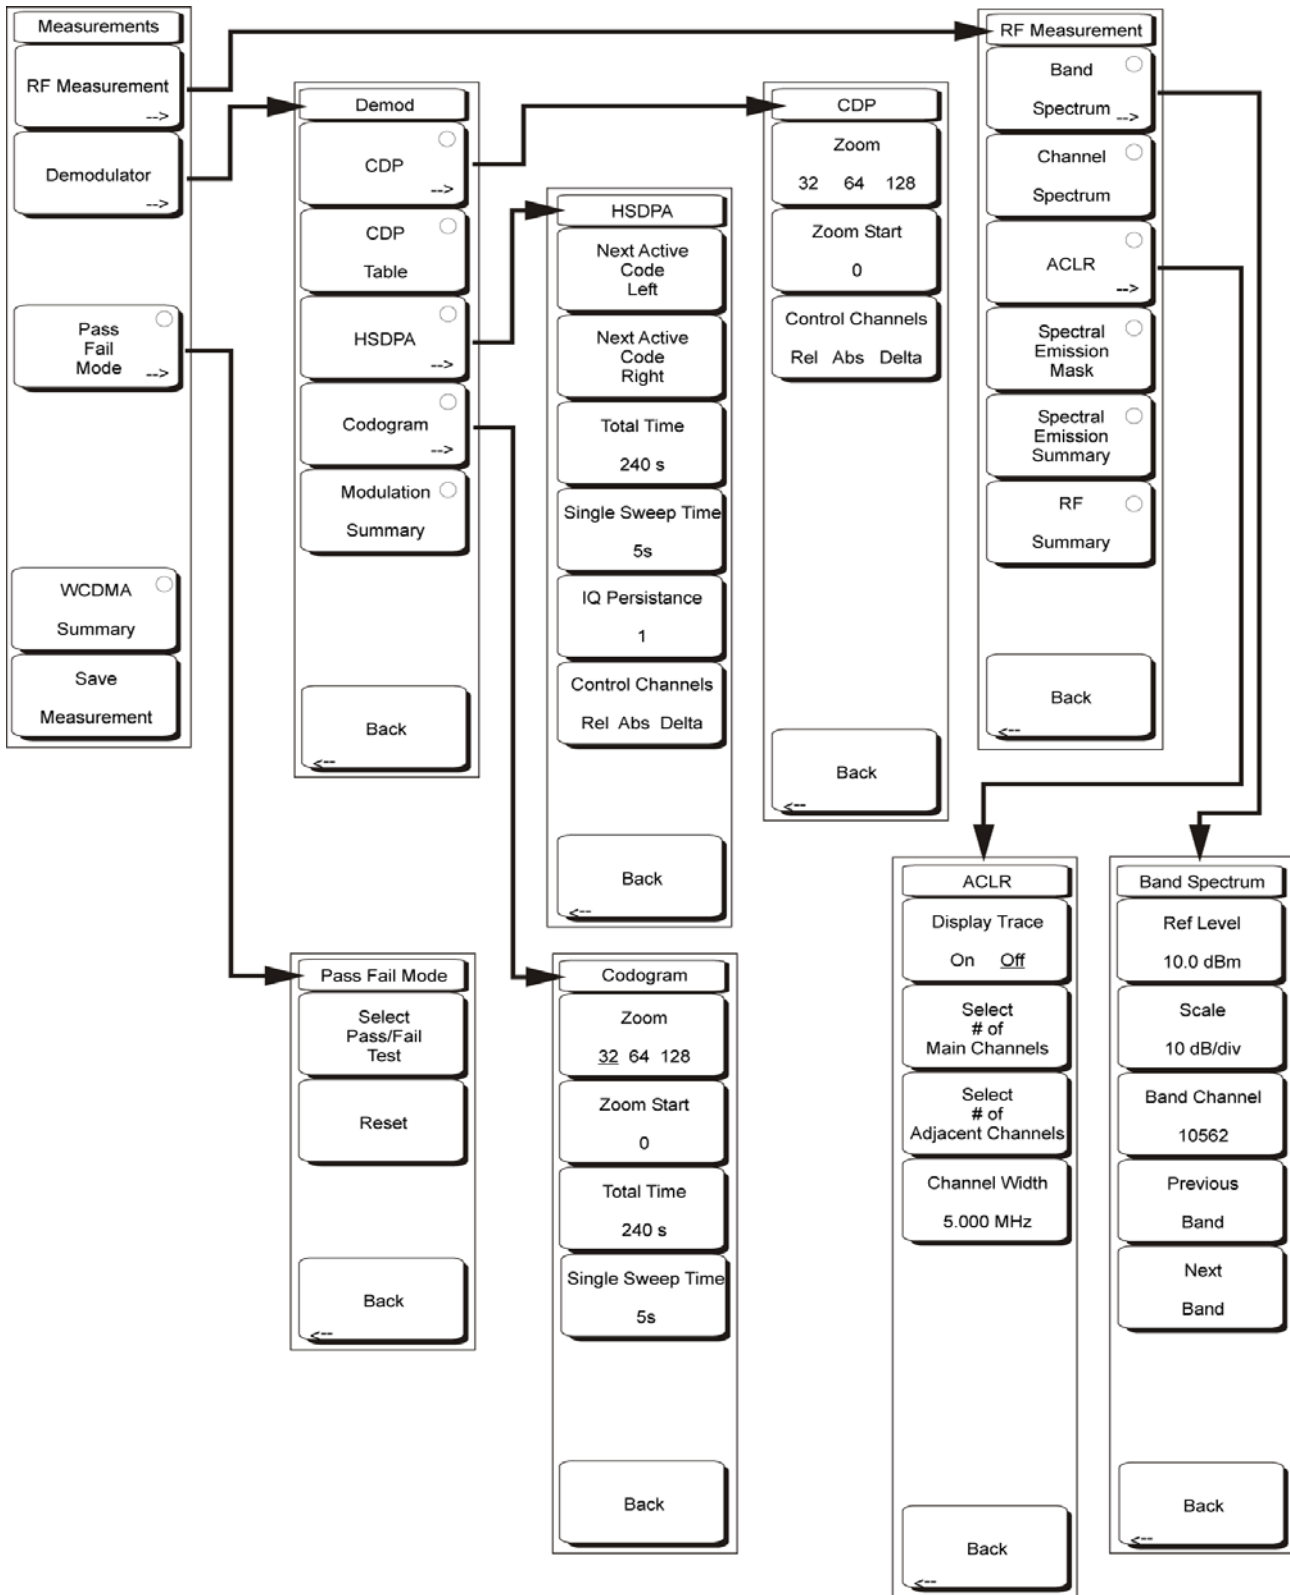 Measurements
RF Measurement
-->
Demodulator
-->
Pass
Fail
Mode
-->
WCDMA
Summary
Save
Measurement
Demod
CDP
-->
CDP
Table
HSDPA
-->
Codogram
-->
Modulation
Summary
Back
<--
HSDPA
Next Active
Code
Left
Next Active
Code
Right
Total Time
240 s
Single Sweep Time
5s
IQ Persistance
1
Control Channels
Rel Abs Delta
Back
<--
CDP
Zoom
32 64 128
Zoom Start
0
Control Channels
Rel Abs Delta
Back
<--
RF Measurement
Band
Spectrum
-->
Channel
Spectrum
ACLR
-->
Spectral
Emission
Mask
Spectral
Emission
Summary
RF
Summary
Back
<--
Pass Fail Mode
Select
Pass/Fail
Test
Reset
Back
<--
Codogram
Zoom
32 64 128
Zoom Start
0
Total Time
240 s
Single Sweep Time
5s
Back
ACLR
Display Trace
On Off
Select
# of
Main Channels
Select
# of
Adjacent Channels
Channel Width
5.000 MHz
Back
<--
Band Spectrum
Ref Level
10.0 dBm
Scale
10 dB/div
Band Channel
10562
Previous
Band
Next
Band
Back
<--